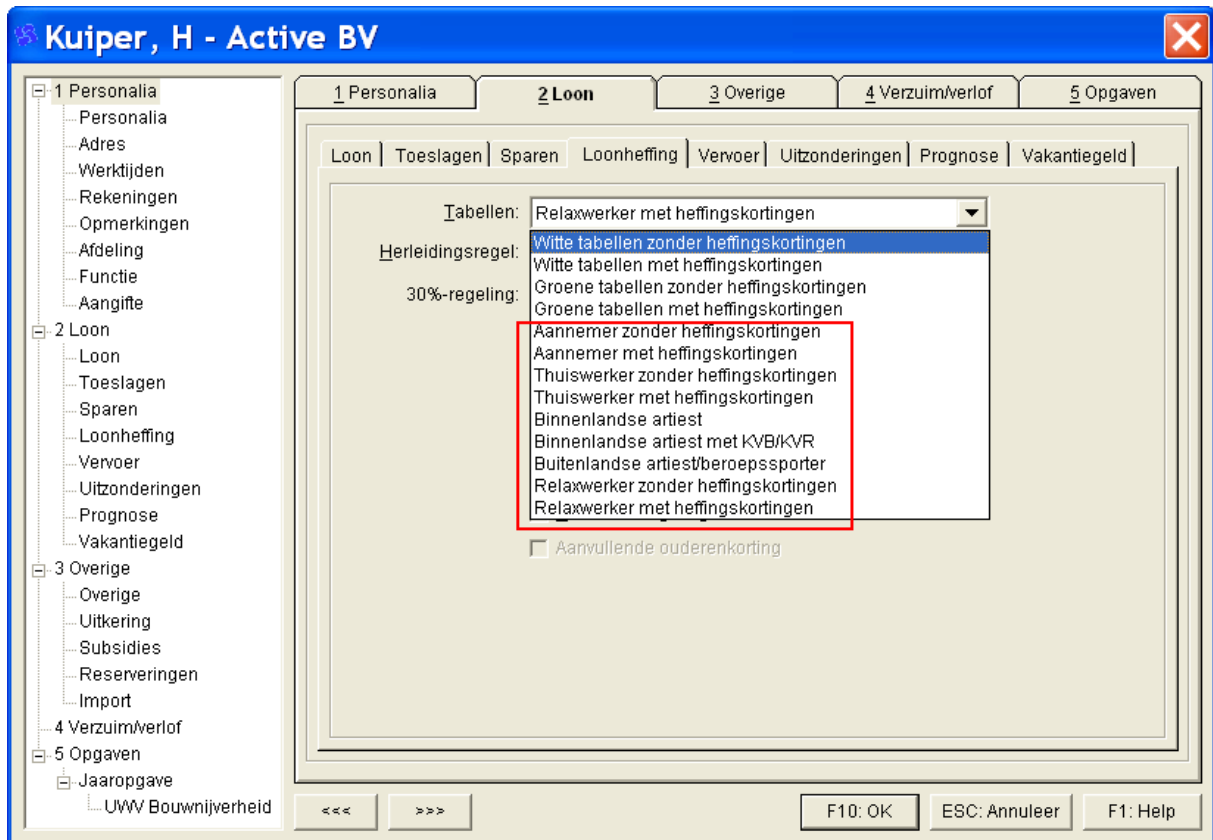 Kuiper, H - Active BV
1 Personalia
Personalia
Adres
Werktijden
Rekeningen
Opmerkingen
Afdeling
Functie
Aangifte
2 Loon
Loon
Toeslagen
Sparen
Loonheffing
Vervoer
Uitzonderingen
Prognose
Vakantiegeld
3 Overige
Overige
Uitkering
Subsidies
Reserveringen
Import
4 Verzuim/verlof
5 Opgaven
Jaaropgave
UWV Bouwnijverheid
1 Personalia 2 Loon 3 Overige 4 Verzuim/verlof 5 Opgaven
Loon Toeslagen Sparen Loonheffing Vervoer Uitzonderingen Prognose Vakantiegeld
Tabellen: Relaxwerker met heffingskortingen
Herleidingsregel:
30%-regeling:
Witte tabellen zonder heffingskortingen
Witte tabellen met heffingskortingen
Groene tabellen zonder heffingskortingen
Groene tabellen met heffingskortingen
Aannemer zonder heffingskortingen
Aannemer met heffingskortingen
Thuiswerker zonder heffingskortingen
Thuiswerker met heffingskortingen
Binnenlandse artiest
Binnenlandse artiest met KVB/KVR
Buitenlandse artiest/beroepssporter
Relaxwerker zonder heffingskortingen
Relaxwerker met heffingskortingen
Aanvullende ouderenkorting
<<< >>> F10: OK ESC: Annuleer F1: Help